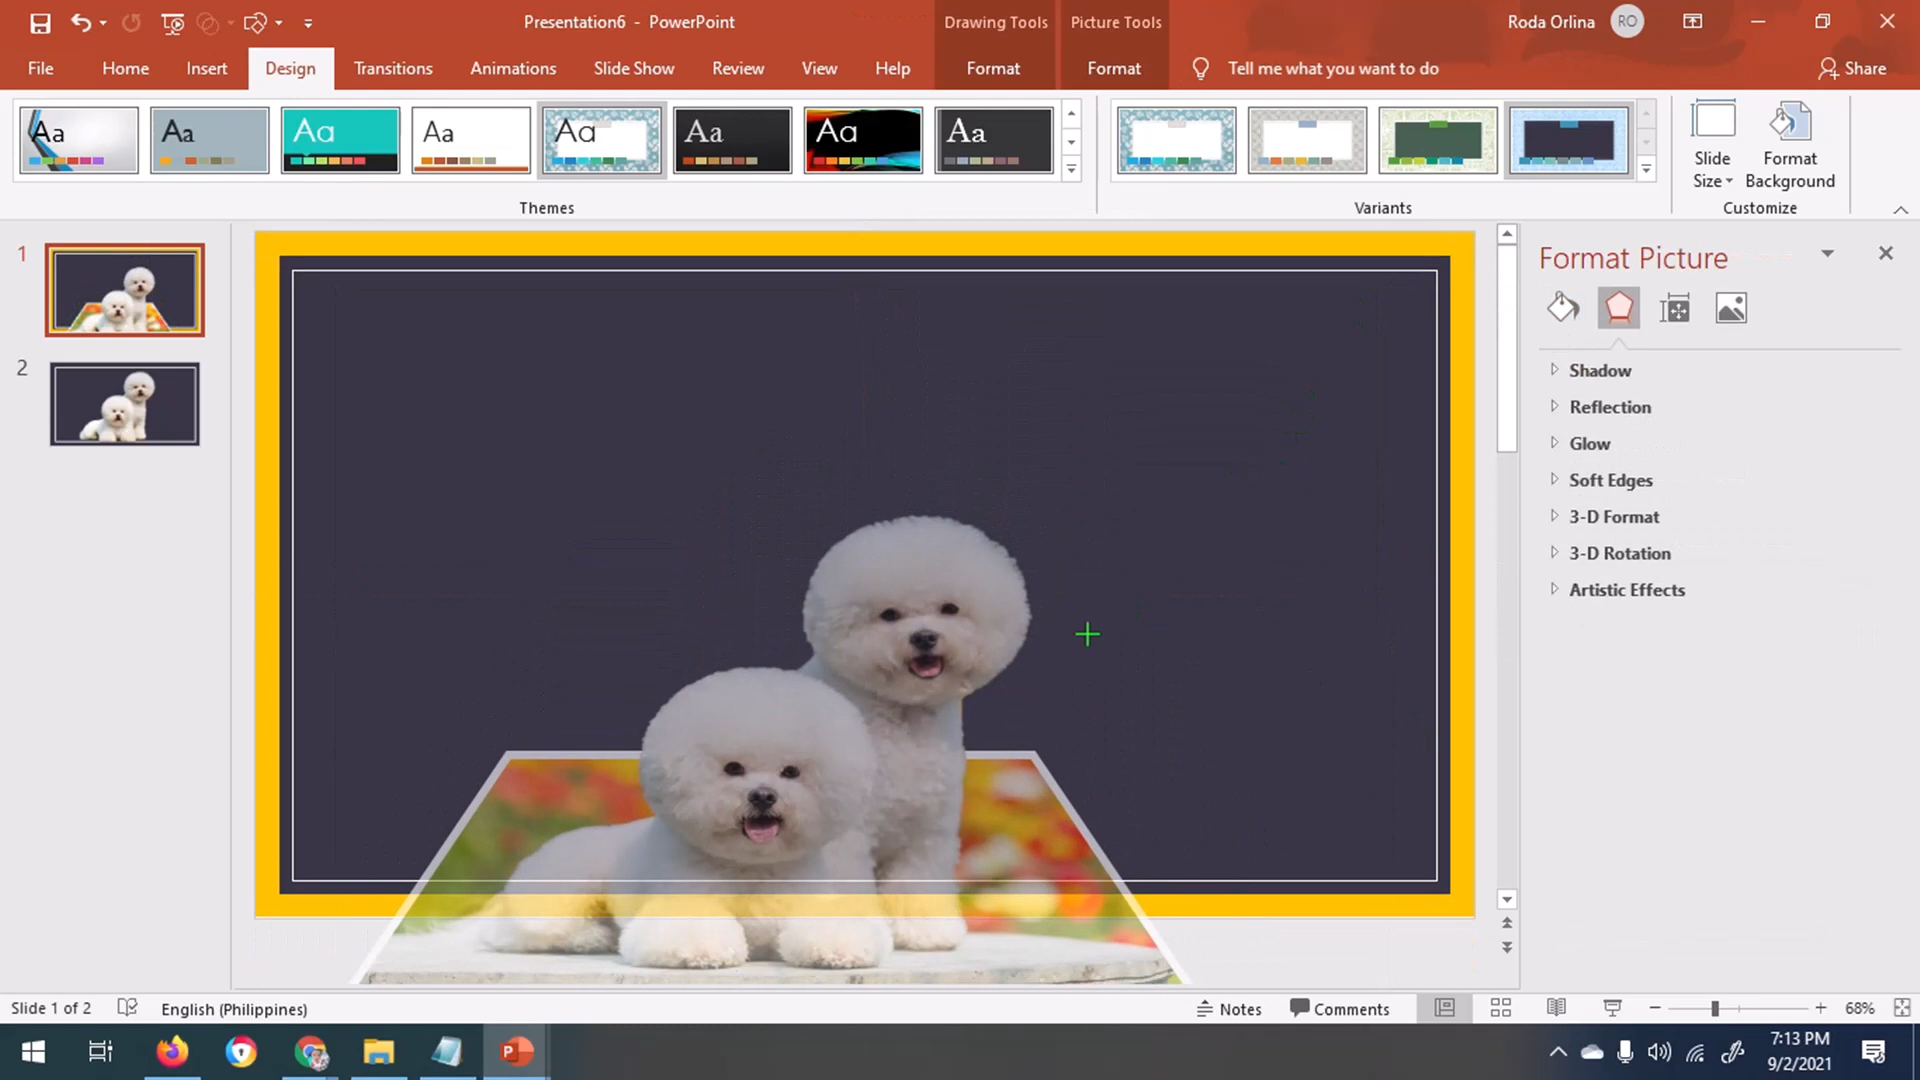 Presentation6 - PowerPoint
Drawing Tools
Picture Tools
Roda Orlina
RO
File
Home
Insert
Design
Transitions
Animations
Slide Show
Review
View
Help
Format
Format
Tell me what you want to do
Share
Aa
Aa
Aa
Aa
Aa
Aa
Aa
Aa
Slide
Size
Format
Background
Themes
Variants
Customize
1
2
Format Picture
Shadow
Reflection
Glow
Soft Edges
3-D Format
3-D Rotation
Artistic Effects
Slide 1 of 2
English (Philippines)
Notes
Comments
68%
7:13 PM
9/2/2021